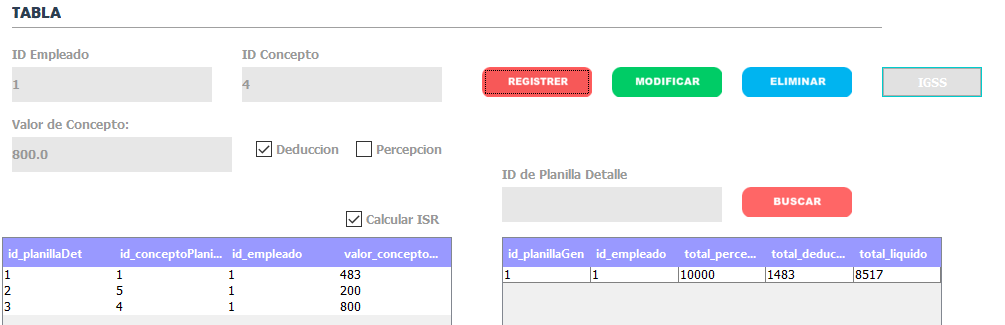 TABLA
ID Empleado ID Concepto
1 4 REGISTRER MODIFICAR ELIMINAR IGSS
Valor de Concepto:
800.0 Deduccion Percepcion
ID de Planilla Detalle
BUSCAR
Calcular ISR
id_planillaDet id_conceptoPlani... id_empleado valor_concepto...
1 1 1 483
2 5 1 200
3 4 1 800
id_planillaGen id_empleado total_perce... total_deduc... total_liquido
1 1 10000 1483 8517